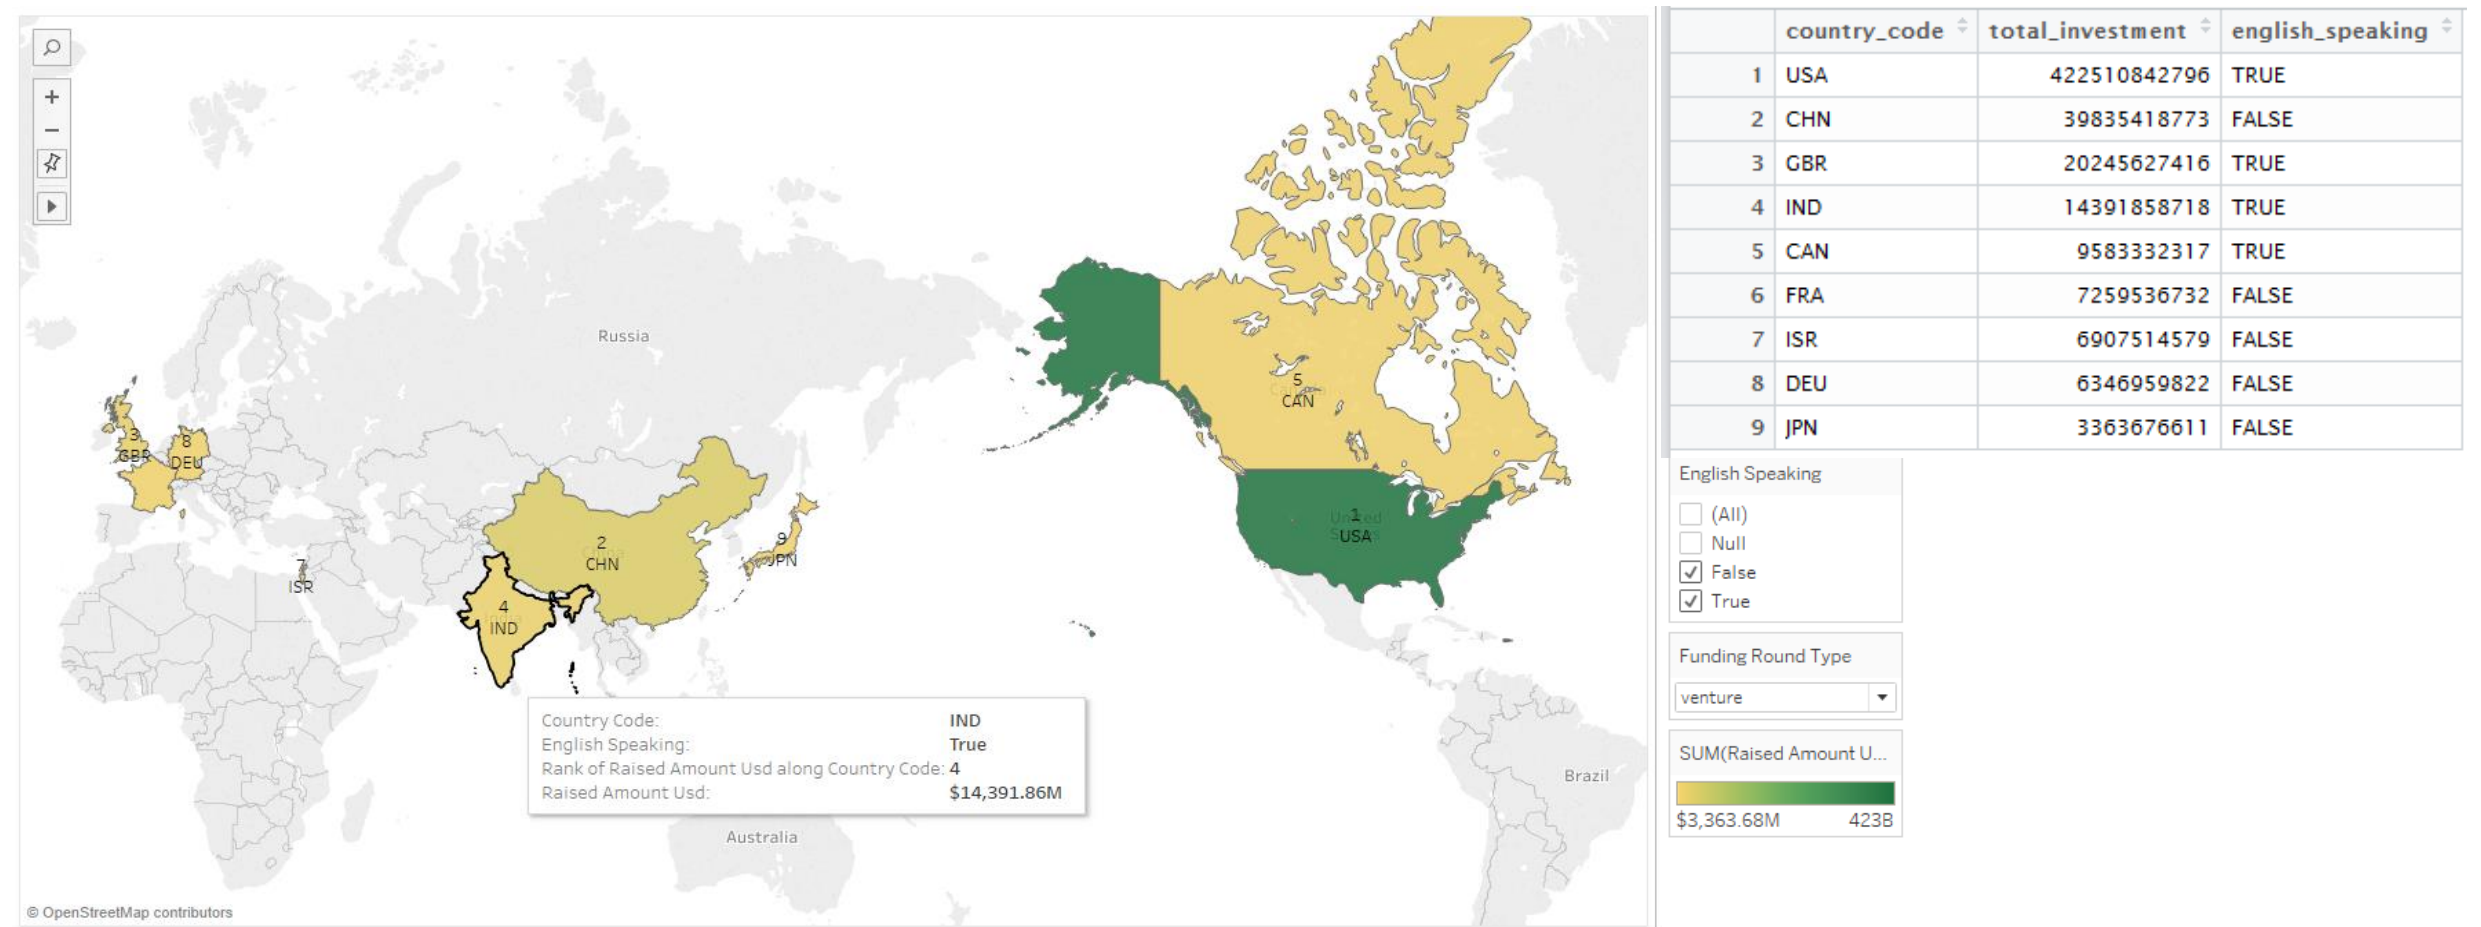 Russia
5
CAN
3
GBR
8
DEU
1
USA
United
2
CHN
9
JPN
7
ISR
4
IND
Country Code: IND
English Speaking: True
Rank of Raised Amount Usd along Country Code: 4
Raised Amount Usd: $14,391.86M
Brazil
Australia
© OpenStreetMap contributors
country_code total_investment english_speaking
1 USA 422510842796 TRUE
2 CHN 39835418773 FALSE
3 GBR 20245627416 TRUE
4 IND 14391858718 TRUE
5 CAN 9583332317 TRUE
6 FRA 7259536732 FALSE
7 ISR 6907514579 FALSE
8 DEU 6346959822 FALSE
9 JPN 3363676611 FALSE
English Speaking
(All)
Null
False
True
Funding Round Type
venture
SUM(Raised Amount U...
$3,363.68M 423B